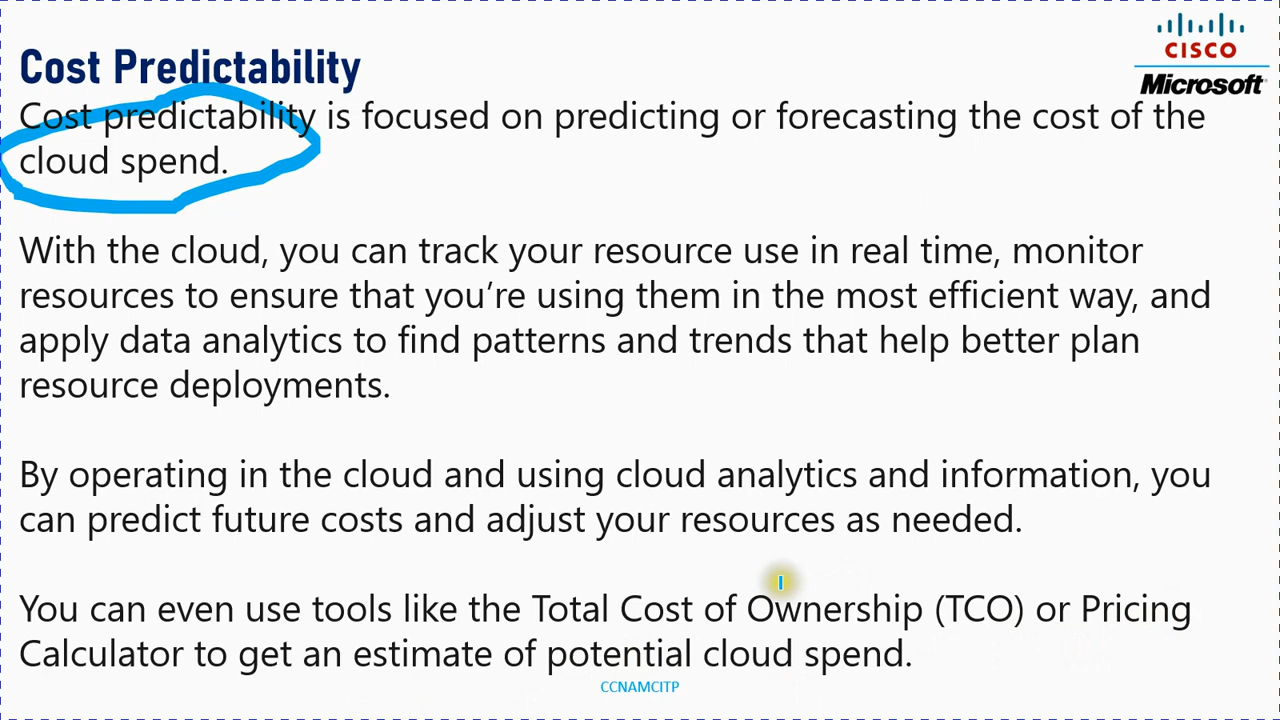 CISCO
Microsoft
Cost Predictability
Cost predictability is focused on predicting or forecasting the cost of the
cloud spend.
With the cloud, you can track your resource use in real time, monitor
resources to ensure that you’re using them in the most efficient way, and
apply data analytics to find patterns and trends that help better plan
resource deployments.
By operating in the cloud and using cloud analytics and information, you
can predict future costs and adjust your resources as needed.
You can even use tools like the Total Cost of Ownership (TCO) or Pricing
Calculator to get an estimate of potential cloud spend.
CCNAMCITP